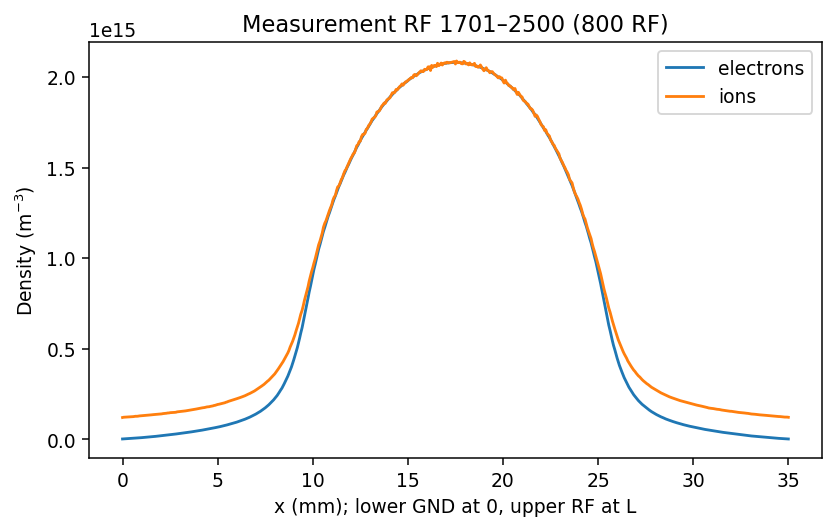 Measurement RF 1701–2500 (800 RF)
1e15
electrons
ions
2.0
1.5
1.0
0.5
0.0
Density (m⁻³)
0 5 10 15 20 25 30 35
x (mm); lower GND at 0, upper RF at L